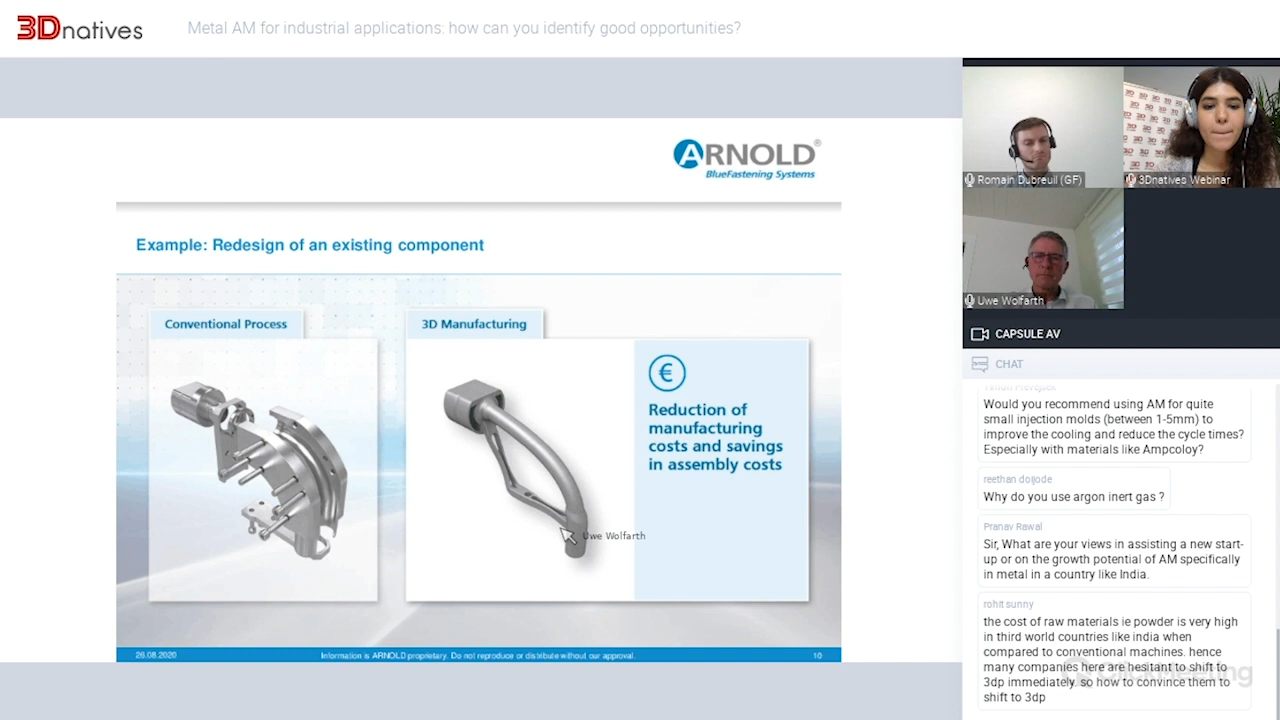 3Dnatives
Metal AM for industrial applications: how can you identify good opportunities?
ARNOLD®
BlueFastening Systems
Example: Redesign of an existing component
Conventional Process
3D Manufacturing
€
Reduction of
manufacturing
costs and savings
in assembly costs
Uwe Wolfarth
26.08.2020
Information is ARNOLD proprietary. Do not reproduce or distribute without our approval.
10
Romain Dubreuil (GF)
3Dnatives Webinar
Uwe Wolfarth
CAPSULE AV
CHAT
Would you recommend using AM for quite
small injection molds (between 1-5mm) to
improve the cooling and reduce the cycle times?
Especially with materials like Ampcoloy?
reethan doijode
Why do you use argon inert gas ?
Pranav Rawal
Sir, What are your views in assisting a new start-
up or on the growth potential of AM specifically
in metal in a country like India.
rohit sunny
the cost of raw materials ie powder is very high
in third world countries like india when
compared to conventional machines. hence
many companies here are hesitant to shift to
3dp immediately. so how to convince them to
shift to 3dp
ClickMeeting